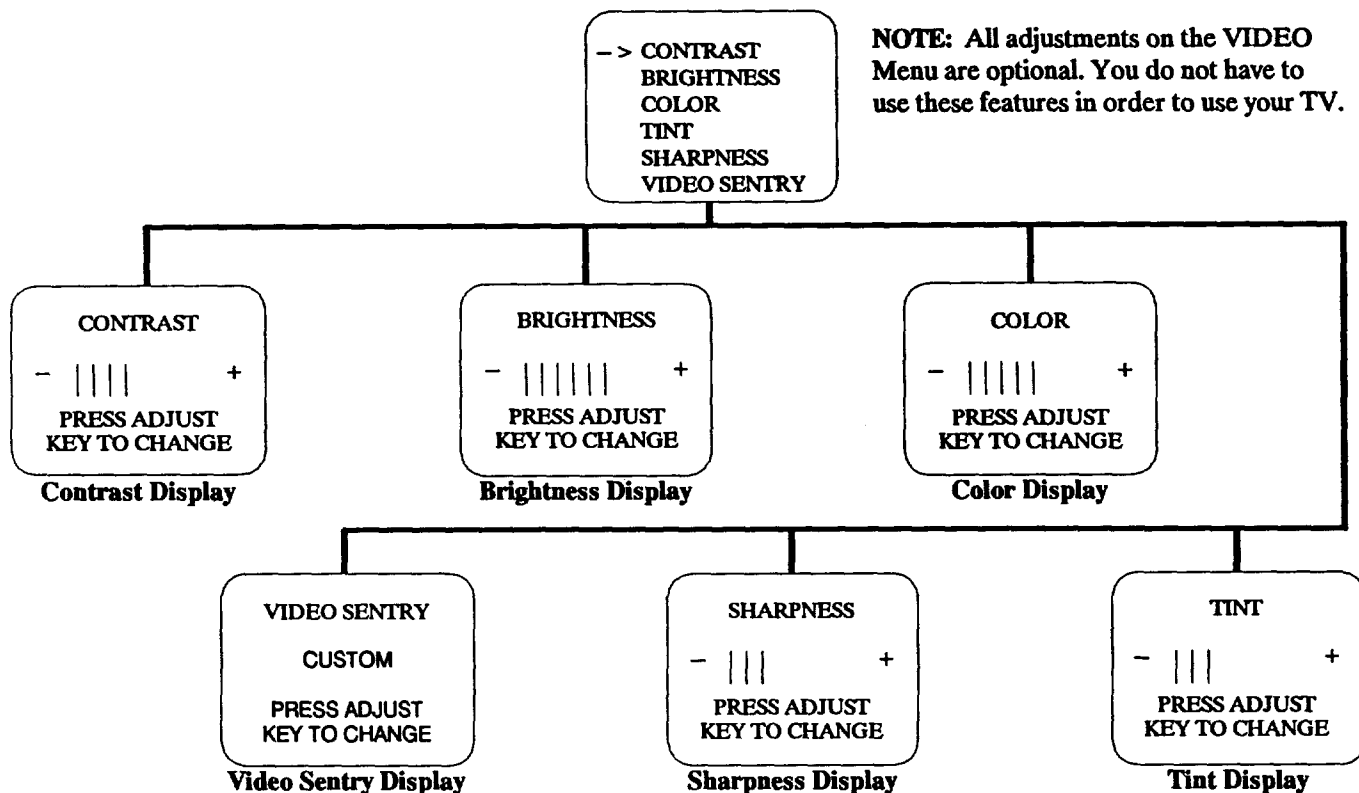 -> CONTRAST
BRIGHTNESS
COLOR
TINT
SHARPNESS
VIDEO SENTRY
NOTE: All adjustments on the VIDEO
Menu are optional. You do not have to
use these features in order to use your TV.
CONTRAST
- |||| +
PRESS ADJUST
KEY TO CHANGE
Contrast Display
BRIGHTNESS
- |||||| +
PRESS ADJUST
KEY TO CHANGE
Brightness Display
COLOR
- ||||| +
PRESS ADJUST
KEY TO CHANGE
Color Display
VIDEO SENTRY
CUSTOM
PRESS ADJUST
KEY TO CHANGE
Video Sentry Display
SHARPNESS
- ||| +
PRESS ADJUST
KEY TO CHANGE
Sharpness Display
TINT
- ||| +
PRESS ADJUST
KEY TO CHANGE
Tint Display